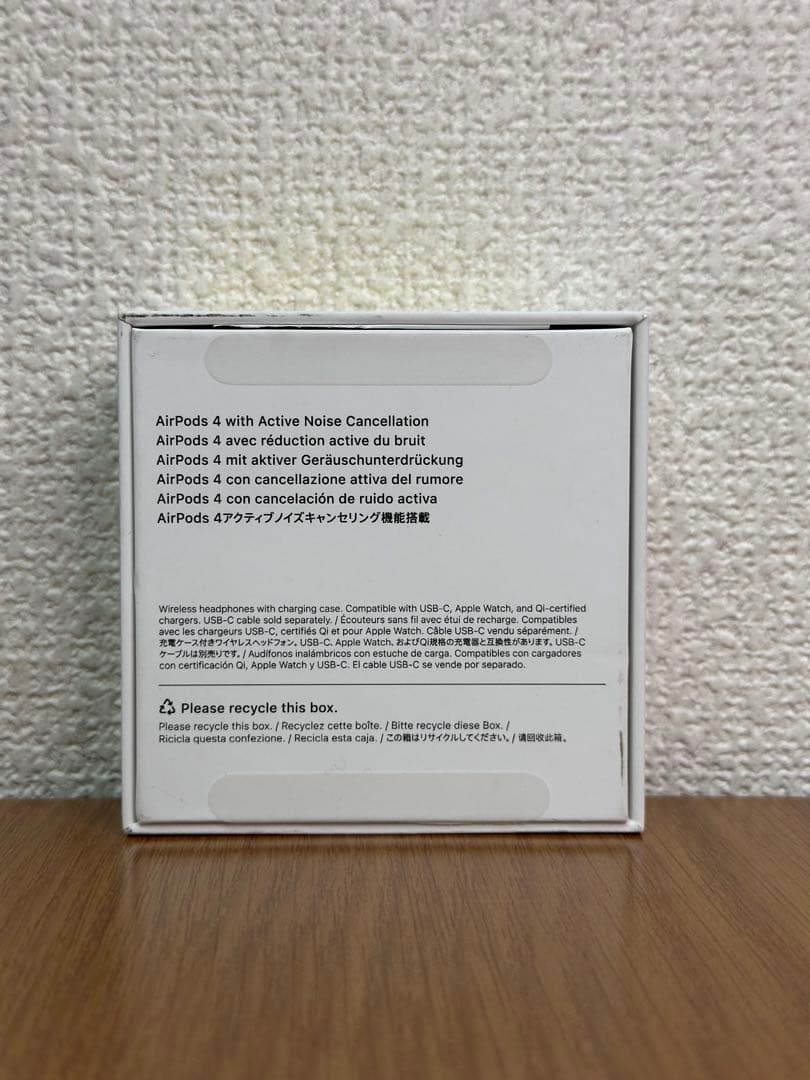 AirPods 4 with Active Noise Cancellation
AirPods 4 avec réduction active du bruit
AirPods 4 mit aktiver Geräuschunterdrückung
AirPods 4 con cancellazione attiva del rumore
AirPods 4 con cancelación de ruido activa
AirPods 4アクティブノイズキャンセリング機能搭載
Wireless headphones with charging case. Compatible with USB-C, Apple Watch, and Qi-certified
chargers. USB-C cable sold separately. / Écouteurs sans fil avec étui de recharge. Compatibles
avec les chargeurs USB-C, certifiés Qi et pour Apple Watch. Câble USB-C vendu séparément. /
充電ケース付きワイヤレスヘッドフォン。USB-C、Apple Watch、およびQi規格の充電器と互換性があります。USB-C
ケーブルは別売りです。/ Audífonos inalámbricos con estuche de carga. Compatibles con cargadores
con certificación Qi, Apple Watch y USB-C. El cable USB-C se vende por separado.
Please recycle this box.
Please recycle this box. / Recyclez cette boîte. / Bitte recycle diese Box. /
Ricicla questa confezione. / Recicla esta caja. / この箱はリサイクルしてください。/ 请回收此箱。